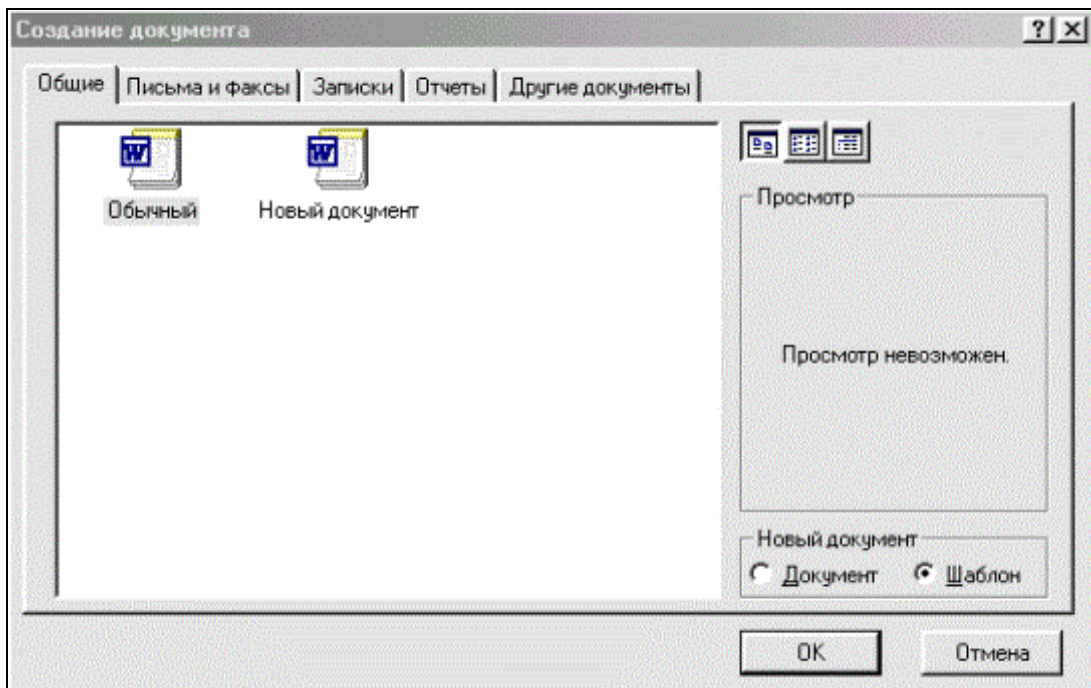 Создание документа
Общие Письма и факсы Записки Отчеты Другие документы
Обычный Новый документ
Просмотр
Просмотр невозможен.
Новый документ
Документ Шаблон
OK Отмена